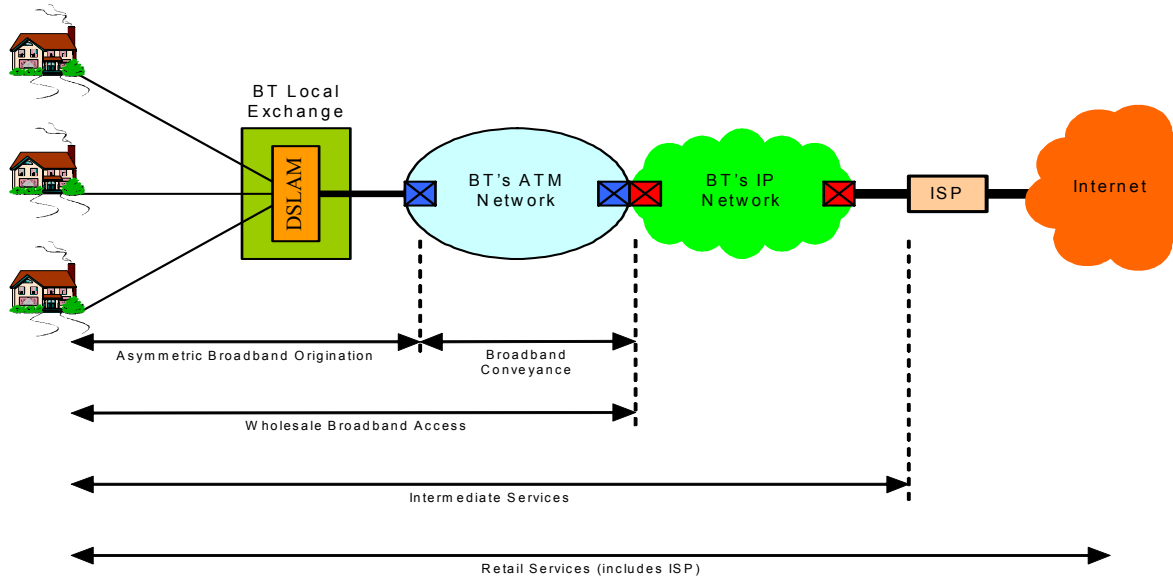 BT Local
Exchange
DSLAM
BT's ATM
Network
BT's IP
Network
ISP
Internet
Asymmetric Broadband Origination
Broadband
Conveyance
Wholesale Broadband Access
Intermediate Services
Retail Services (includes ISP)